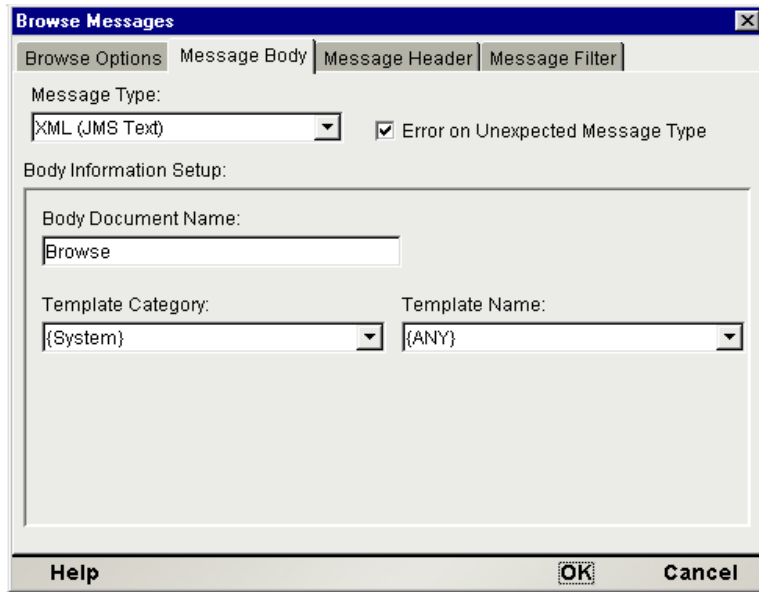 Browse Messages
Browse Options Message Body Message Header Message Filter
Message Type:
XML (JMS Text) Error on Unexpected Message Type
Body Information Setup:
Body Document Name:
Browse
Template Category: Template Name:
{System} {ANY}
Help OK Cancel